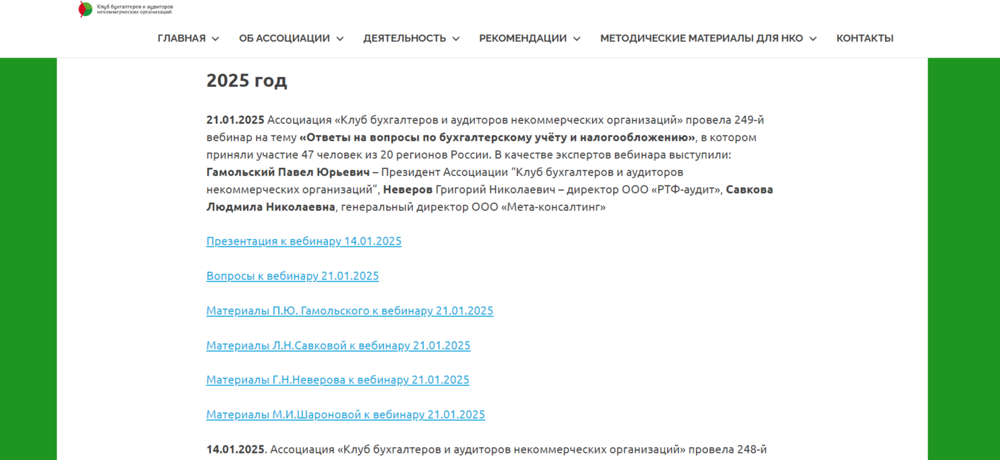 Клуб бухгалтеров и аудиторов
некоммерческих организаций
ГЛАВНАЯ ОБ АССОЦИАЦИИ ДЕЯТЕЛЬНОСТЬ РЕКОМЕНДАЦИИ МЕТОДИЧЕСКИЕ МАТЕРИАЛЫ ДЛЯ НКО КОНТАКТЫ
2025 год
21.01.2025 Ассоциация «Клуб бухгалтеров и аудиторов некоммерческих организаций» провела 249-й
вебинар на тему «Ответы на вопросы по бухгалтерскому учёту и налогообложению», в котором
приняли участие 47 человек из 20 регионов России. В качестве экспертов вебинара выступили:
Гамольский Павел Юрьевич – Президент Ассоциации “Клуб бухгалтеров и аудиторов
некоммерческих организаций”, Неверов Григорий Николаевич – директор ООО «РТФ-аудит», Савкова
Людмила Николаевна, генеральный директор ООО «Мета-консалтинг»
Презентация к вебинару 14.01.2025
Вопросы к вебинару 21.01.2025
Материалы П.Ю. Гамольского к вебинару 21.01.2025
Материалы Л.Н.Савковой к вебинару 21.01.2025
Материалы Г.Н.Неверова к вебинару 21.01.2025
Материалы М.И.Шароновой к вебинару 21.01.2025
14.01.2025. Ассоциация «Клуб бухгалтеров и аудиторов некоммерческих организаций» провела 248-й